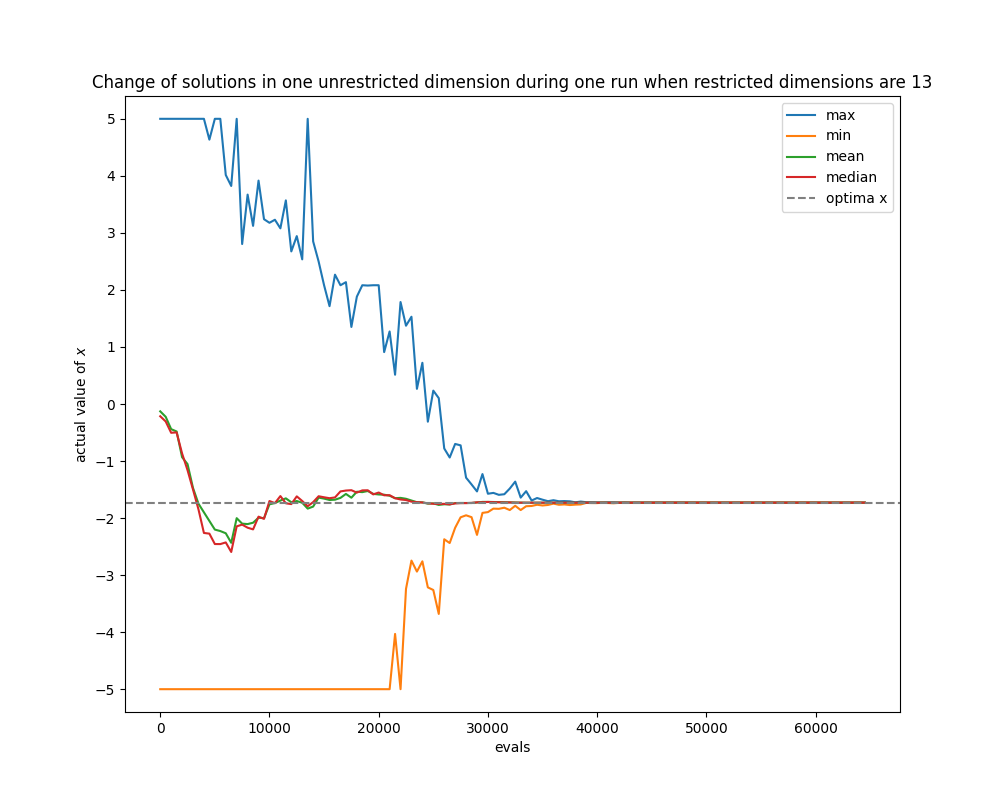 Change of solutions in one unrestricted dimension during one run when restricted dimensions are 13
max
min
mean
median
optima x
5
4
3
2
1
0
−1
−2
−3
−4
−5
actual value of x
0 10000 20000 30000 40000 50000 60000
evals